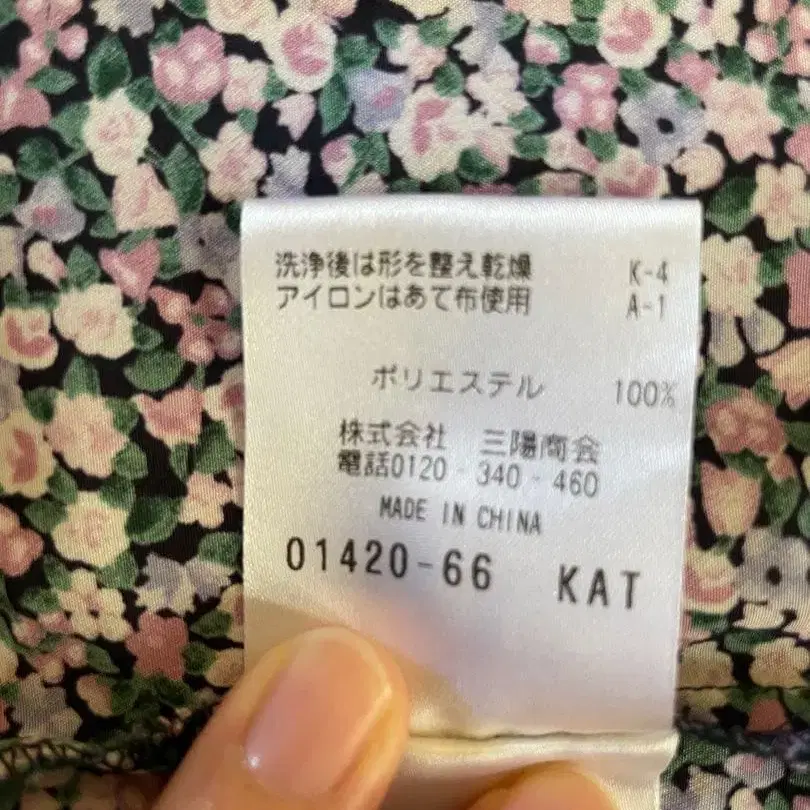 洗浄後は形を整え乾燥 K-4
アイロンはあて布使用 A-1
ポリエステル 100%
株式会社 三陽商会
電話0120-340-460
MADE IN CHINA
01420-66 KAT